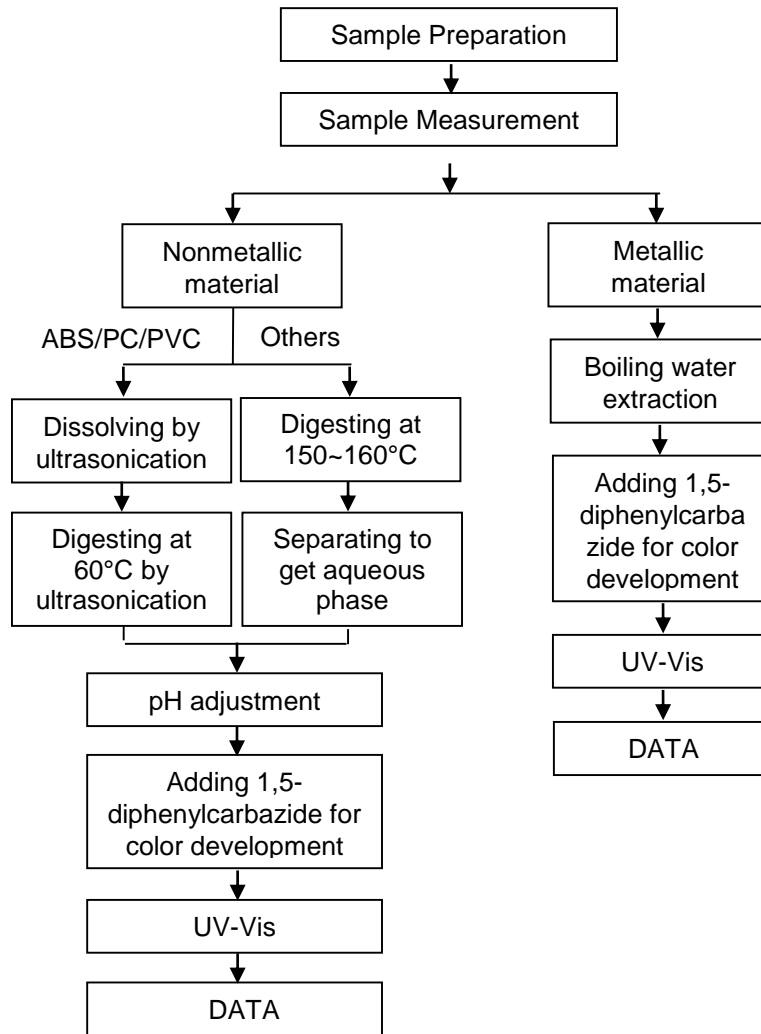 Sample Preparation
Sample Measurement
Nonmetallic
material
Metallic
material
ABS/PC/PVC
Others
Dissolving by
ultrasonication
Digesting at
150~160°C
Boiling water
extraction
Digesting at
60°C by
ultrasonication
Separating to
get aqueous
phase
Adding 1,5-
diphenylcarba
zide for color
development
pH adjustment
UV-Vis
DATA
Adding 1,5-
diphenylcarbazide for
color development
UV-Vis
DATA